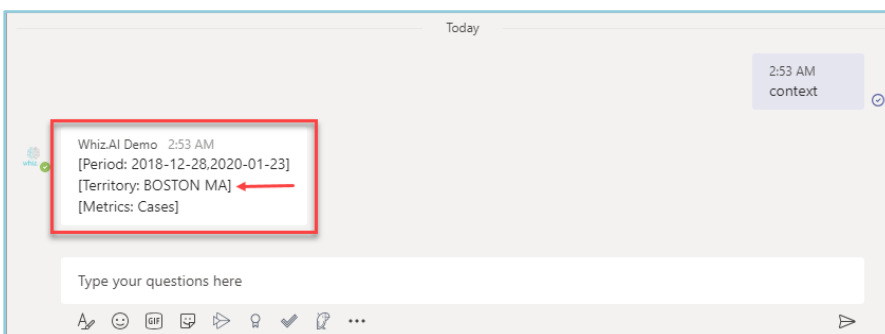 Today
2:53 AM
context
Whiz.AI Demo 2:53 AM
[Period: 2018-12-28,2020-01-23]
[Territory: BOSTON MA]
[Metrics: Cases]
whiz
Type your questions here
GIF